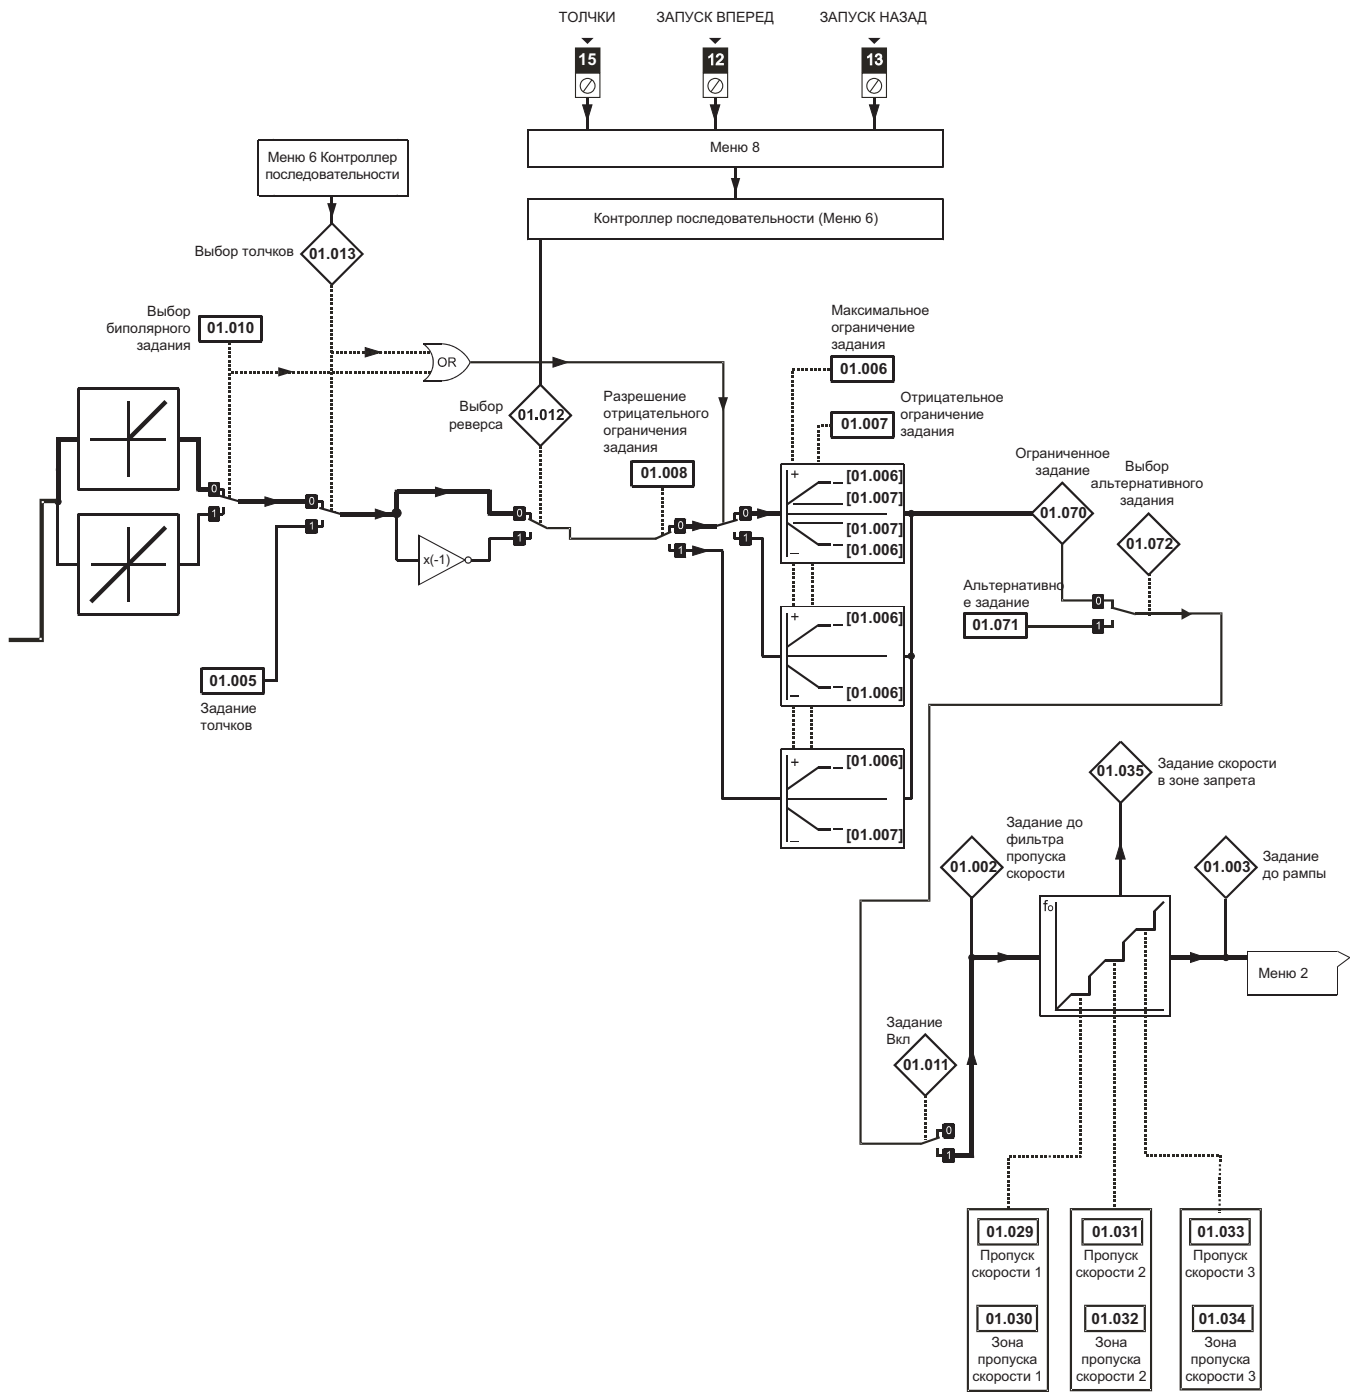 ТОЛЧКИ
ЗАПУСК ВПЕРЕД
ЗАПУСК НАЗАД
15
12
13
Меню 8
Меню 6 Контроллер
последовательности
Контроллер последовательности (Меню 6)
Выбор толчков
01.013
Выбор
биполярного
задания
01.010
OR
Выбор
реверса
01.012
Разрешение
отрицательного
ограничения
задания
01.008
Максимальное
ограничение
задания
01.006
Отрицательное
ограничение
задания
01.007
0
1
0
1
x(-1)
0
1
0
1
0
1
+
[01.006]
[01.007]
[01.007]
[01.006]
–
+
[01.006]
[01.006]
–
+
[01.006]
[01.007]
–
Ограниченное
задание
01.070
Выбор
альтернативного
задания
01.072
Альтернативно
е задание
01.071
0
1
01.005
Задание
толчков
01.035
Задание скорости
в зоне запрета
Задание до
фильтра
пропуска
скорости
01.002
01.003
Задание
до рампы
fo
Меню 2
Задание
Вкл
01.011
0
1
01.029
Пропуск
скорости 1
01.030
Зона
пропуска
скорости 1
01.031
Пропуск
скорости 2
01.032
Зона
пропуска
скорости 2
01.033
Пропуск
скорости 3
01.034
Зона
пропуска
скорости 3